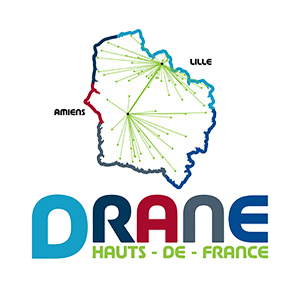 LILLE
AMIENS
DRANE
HAUTS - DE - FRANCE